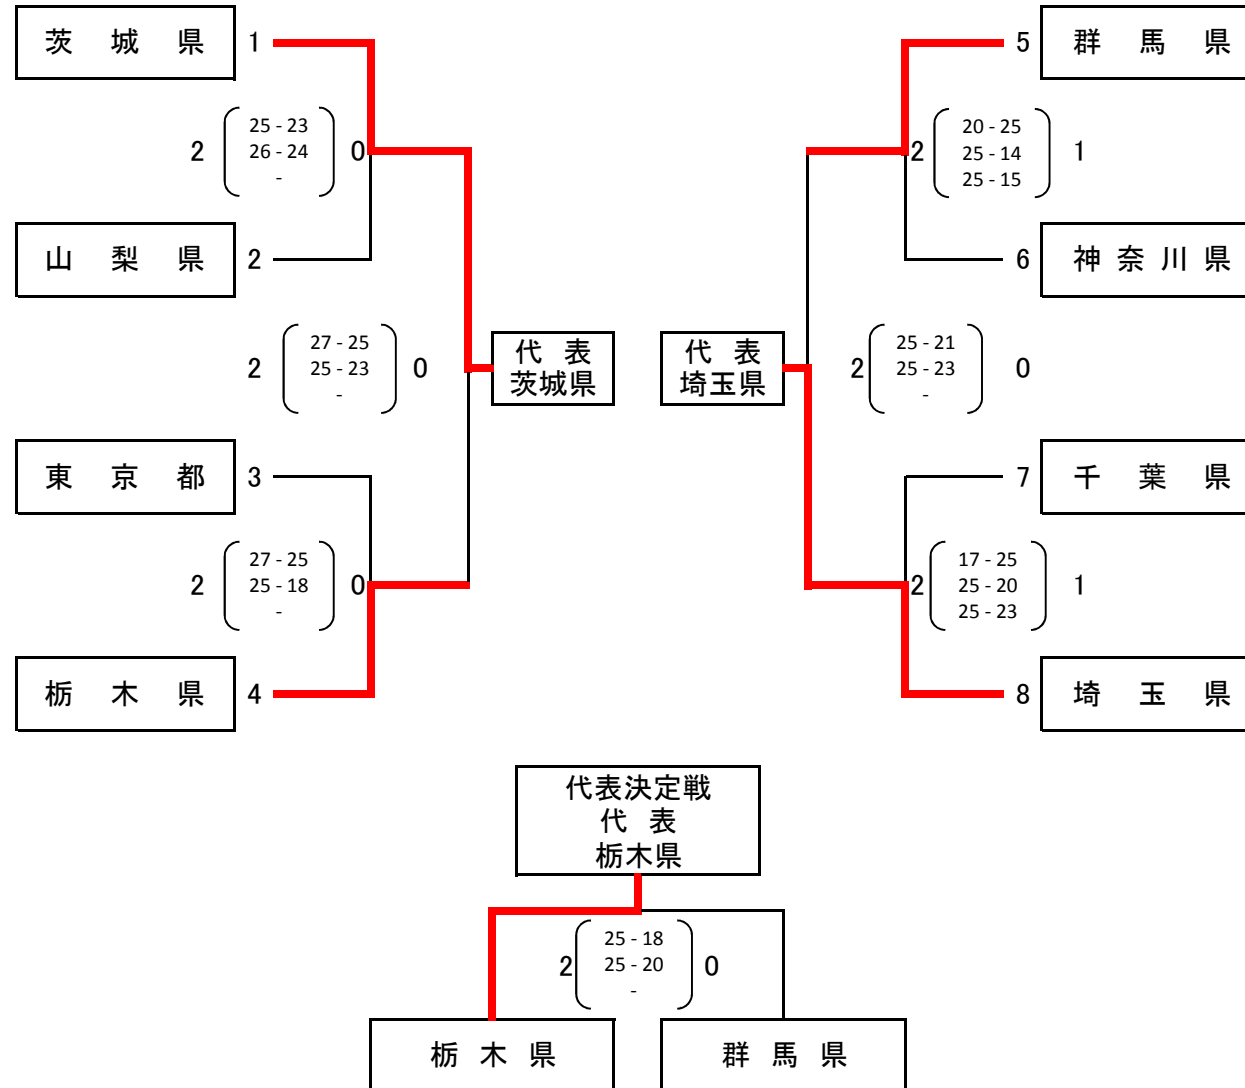 茨城県 1
5 群馬県
2 25 - 23 0
26 - 24
-
2 20 - 25 1
25 - 14
25 - 15
山梨県 2
6 神奈川県
2 27 - 25 0
25 - 23
-
代表
茨城県
代表
埼玉県
2 25 - 21 0
25 - 23
-
東京都 3
7 千葉県
2 27 - 25 0
25 - 18
-
2 17 - 25 1
25 - 20
25 - 23
栃木県 4
8 埼玉県
代表決定戦
代表
栃木県
2 25 - 18 0
25 - 20
-
栃木県
群馬県